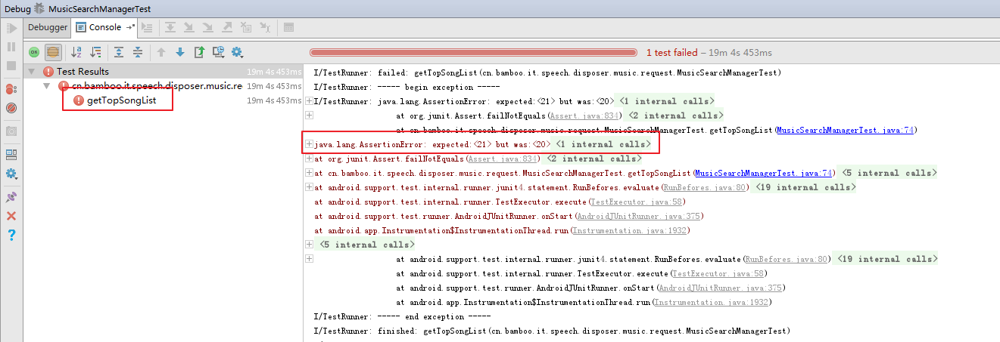 Debug MusicSearchManagerTest
Debugger Console
1 test failed – 19m 4s 453ms
Test Results 19m 4s 453ms
cn.bamboo.it.speech.disposer.music.re 19m 4s 453ms
getTopSongList 19m 4s 453ms
I/TestRunner: failed: getTopSongList(cn.bamboo.it.speech.disposer.music.request.MusicSearchManagerTest)
I/TestRunner: ----- begin exception -----
I/TestRunner: java.lang.AssertionError: expected:<21> but was:<20> <1 internal calls>
at org.junit.Assert.failNotEquals(Assert.java:834) <2 internal calls>
at cn.bamboo.it.speech.disposer.music.request.MusicSearchManagerTest.getTopSongList(MusicSearchManagerTest.java:74)
java.lang.AssertionError: expected:<21> but was:<20> <1 internal calls>
at org.junit.Assert.failNotEquals(Assert.java:834) <2 internal calls>
at cn.bamboo.it.speech.disposer.music.request.MusicSearchManagerTest.getTopSongList(MusicSearchManagerTest.java:74) <5 internal calls>
at android.support.test.internal.runner.junit4.statement.RunBefores.evaluate(RunBefores.java:80) <19 internal calls>
at android.support.test.internal.runner.TestExecutor.execute(TestExecutor.java:58)
at android.support.test.runner.AndroidJUnitRunner.onStart(AndroidJUnitRunner.java:375)
at android.app.Instrumentation$InstrumentationThread.run(Instrumentation.java:1932)
<5 internal calls>
at android.support.test.internal.runner.junit4.statement.RunBefores.evaluate(RunBefores.java:80) <19 internal calls>
at android.support.test.internal.runner.TestExecutor.execute(TestExecutor.java:58)
at android.support.test.runner.AndroidJUnitRunner.onStart(AndroidJUnitRunner.java:375)
at android.app.Instrumentation$InstrumentationThread.run(Instrumentation.java:1932)
I/TestRunner: ----- end exception -----
I/TestRunner: finished: getTopSongList(cn.bamboo.it.speech.disposer.music.request.MusicSearchManagerTest)